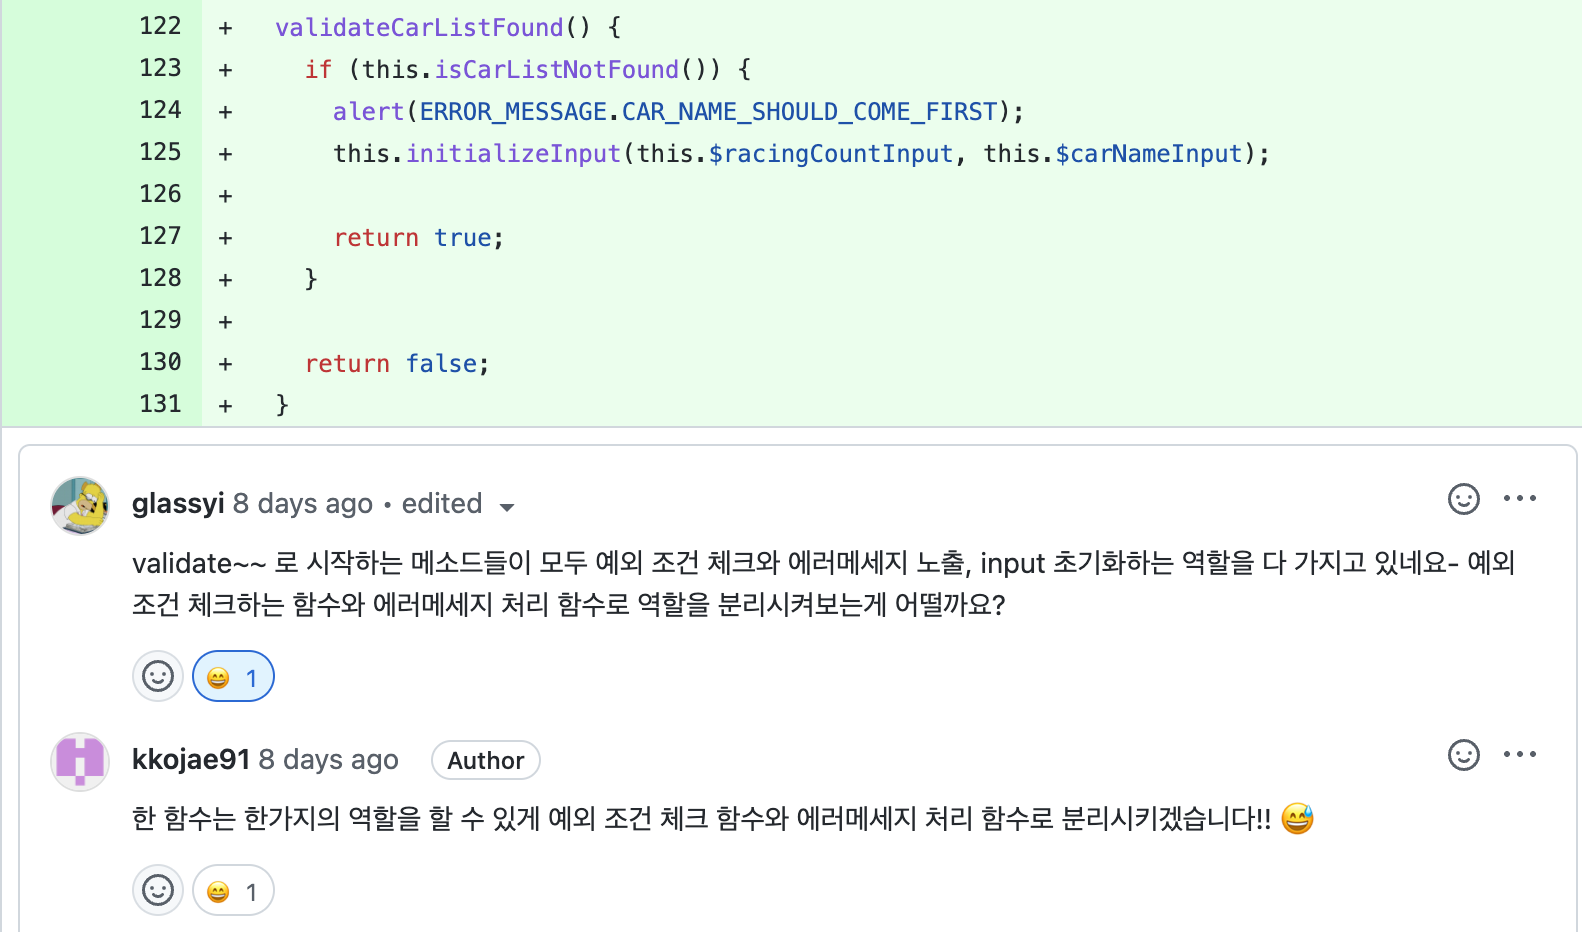 122 + validateCarListFound() {
123 + if (this.isCarListNotFound()) {
124 + alert(ERROR_MESSAGE.CAR_NAME_SHOULD_COME_FIRST);
125 + this.initializeInput(this.$racingCountInput, this.$carNameInput);
126 +
127 + return true;
128 + }
129 +
130 + return false;
131 + }
glassyi 8 days ago • edited
validate~~ 로 시작하는 메소드들이 모두 예외 조건 체크와 에러메세지 노출, input 초기화하는 역할을 다 가지고 있네요- 예외
조건 체크하는 함수와 에러메세지 처리 함수로 역할을 분리시켜보는게 어떨까요?
😄 1
kkojae91 8 days ago Author
한 함수는 한가지의 역할을 할 수 있게 예외 조건 체크 함수와 에러메세지 처리 함수로 분리시키겠습니다!! 😅
😄 1